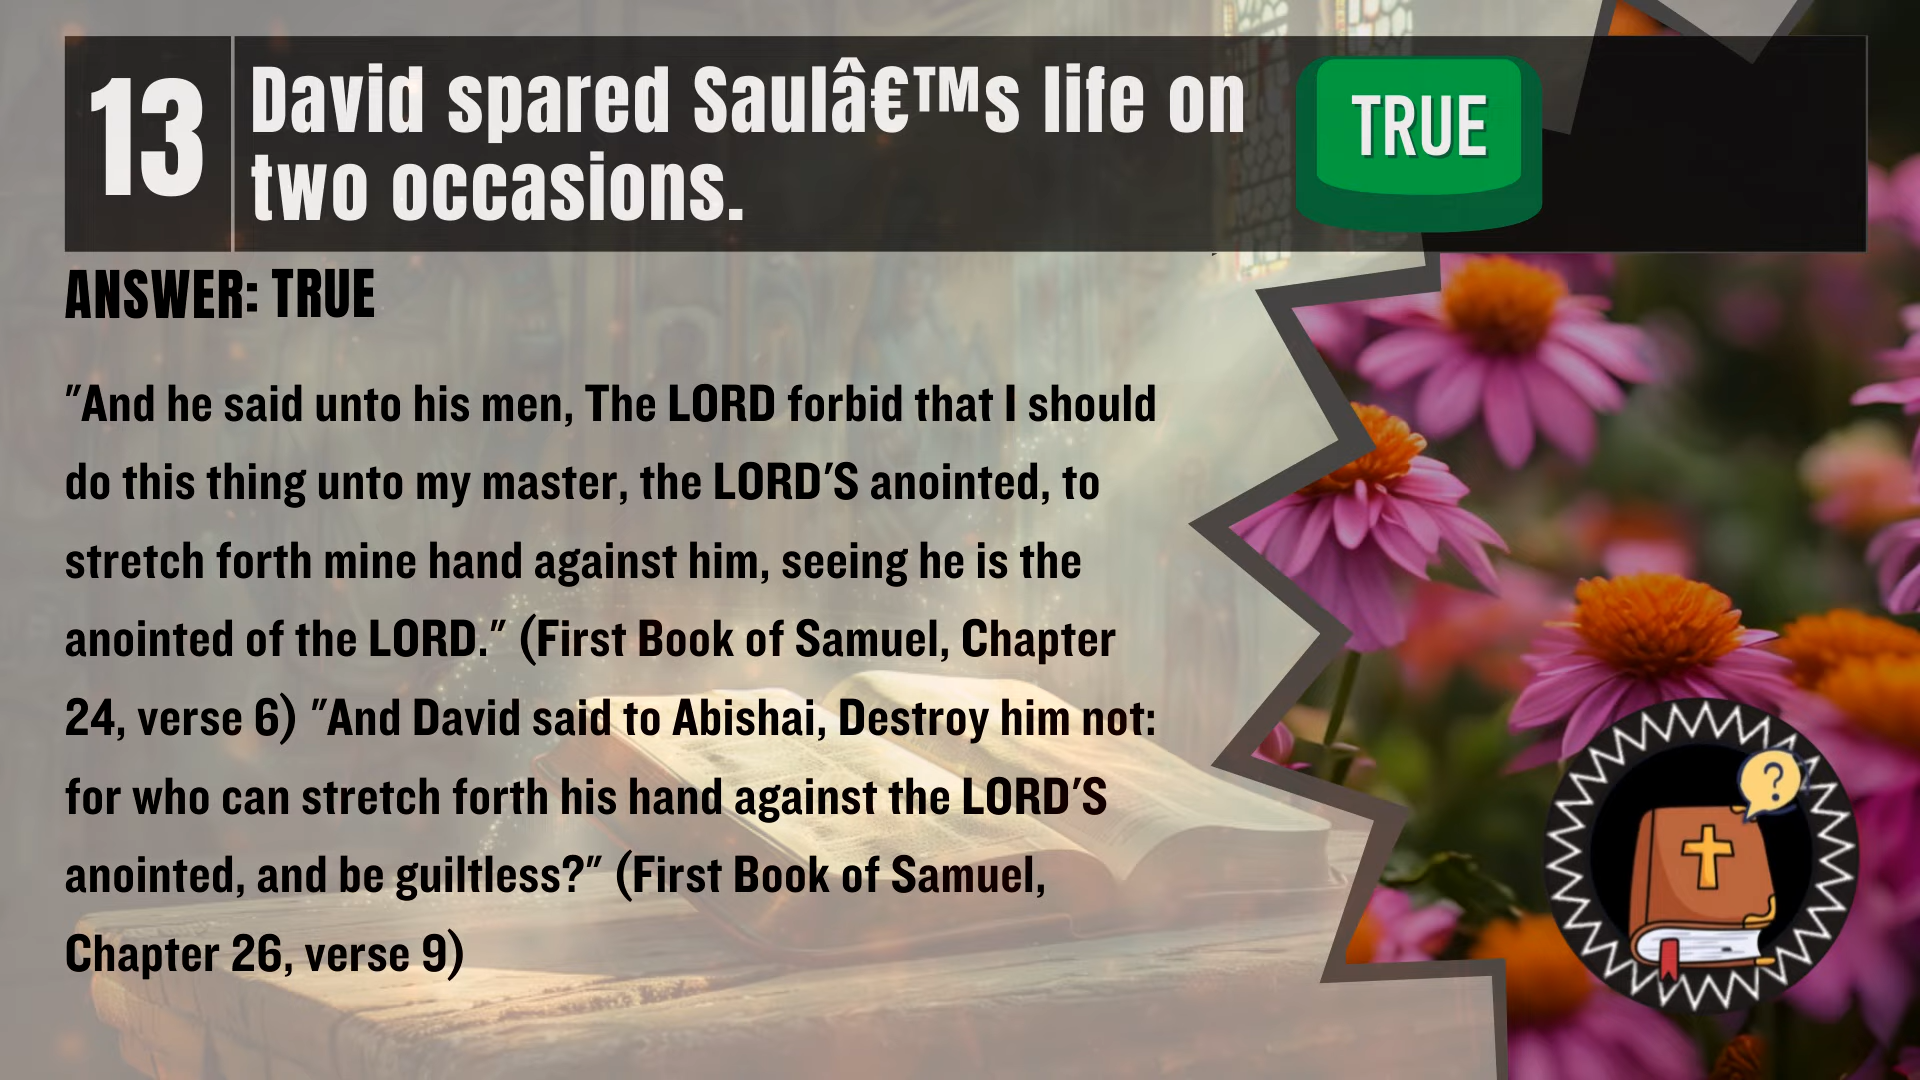 13
David spared Saulâ€™s life on
two occasions.
TRUE
ANSWER: TRUE
"And he said unto his men, The LORD forbid that I should
do this thing unto my master, the LORD'S anointed, to
stretch forth mine hand against him, seeing he is the
anointed of the LORD." (First Book of Samuel, Chapter
24, verse 6) "And David said to Abishai, Destroy him not:
for who can stretch forth his hand against the LORD'S
anointed, and be guiltless?" (First Book of Samuel,
Chapter 26, verse 9)
?